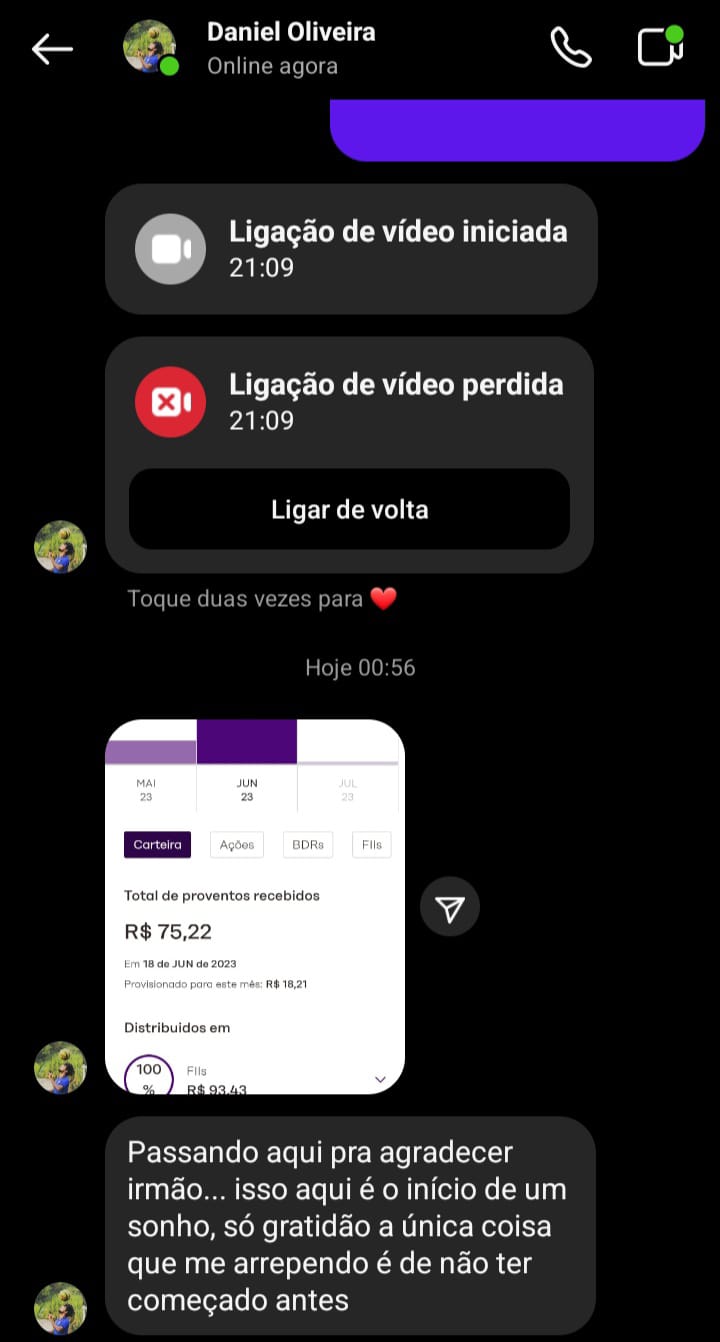 Daniel Oliveira
Online agora
Ligação de vídeo iniciada
21:09
Ligação de vídeo perdida
21:09
Ligar de volta
Toque duas vezes para ❤️
Hoje 00:56
MAI
23
JUN
23
JUL
23
Carteira
Ações
BDRs
FIIs
Total de proventos recebidos
R$ 75,22
Em 18 de JUN de 2023
Provisionado para este mês: R$ 18,21
Distribuidos em
100
%
FIIs
R$ 93,43
Passando aqui pra agradecer
irmão... isso aqui é o início de um
sonho, só gratidão a única coisa
que me arrependo é de não ter
começado antes